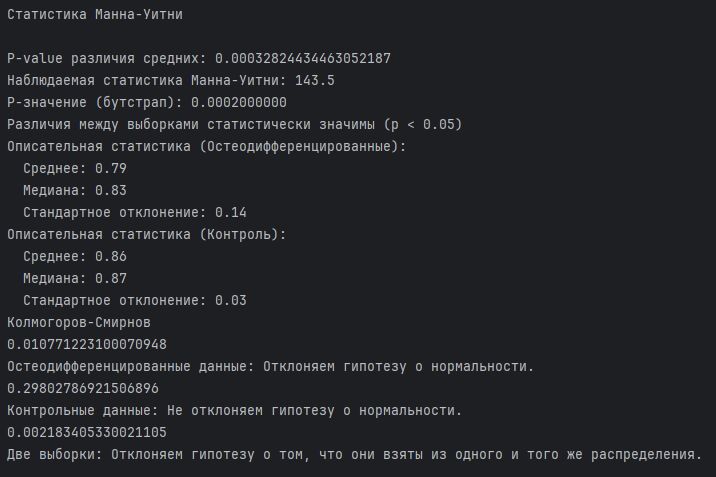 Статистика Манна-Уитни
P-value различия средних: 0.00032824434463052187
Наблюдаемая статистика Манна-Уитни: 143.5
P-значение (бутстрап): 0.0002000000
Различия между выборками статистически значимы (p < 0.05)
Описательная статистика (Остеодифференцированные):
Среднее: 0.79
Медиана: 0.83
Стандартное отклонение: 0.14
Описательная статистика (Контроль):
Среднее: 0.86
Медиана: 0.87
Стандартное отклонение: 0.03
Колмогоров-Смирнов
0.010771223100070948
Остеодифференцированные данные: Отклоняем гипотезу о нормальности.
0.29802786921506896
Контрольные данные: Не отклоняем гипотезу о нормальности.
0.002183405330021105
Две выборки: Отклоняем гипотезу о том, что они взяты из одного и того же распределения.